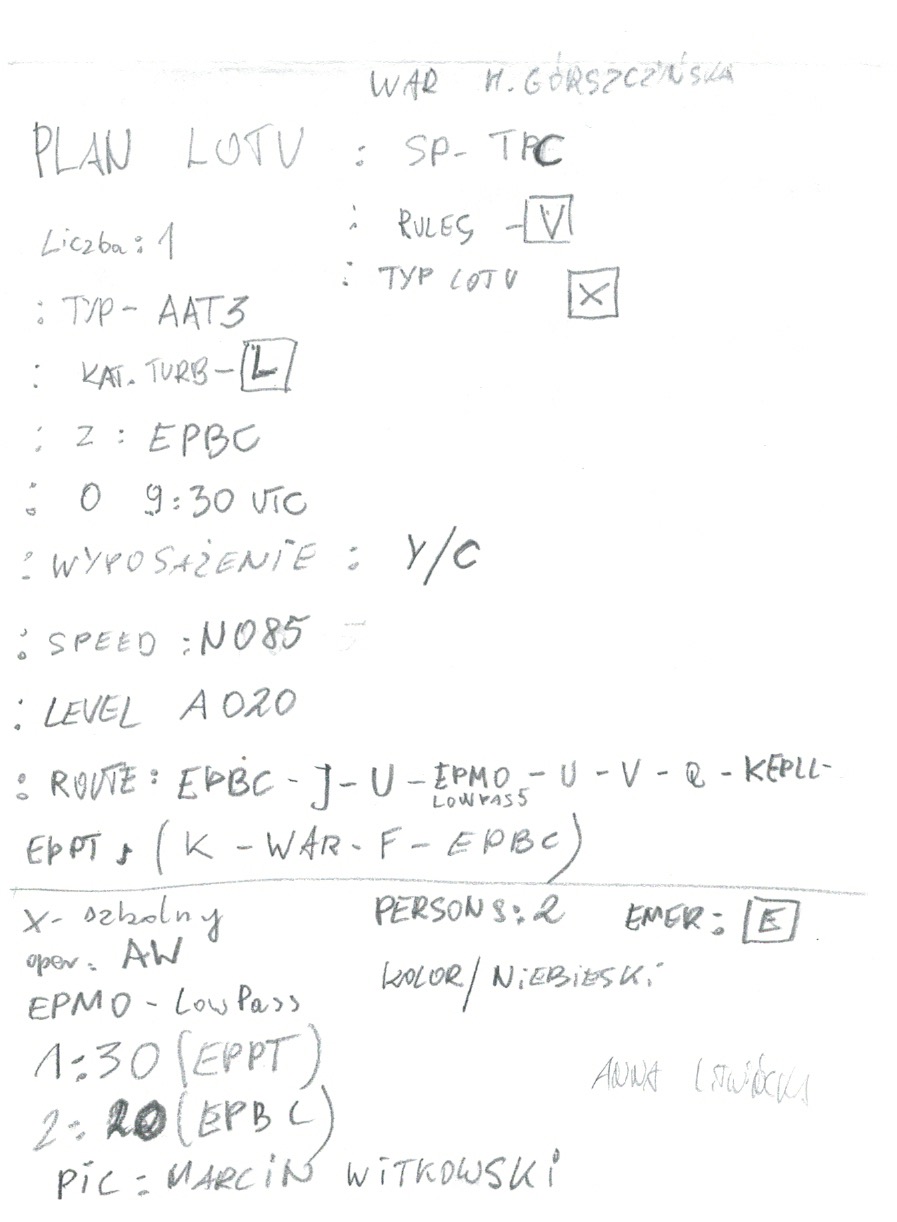 WAR M. GÓRSZCZYŃSKA
PLAN LOTU : SP- TPC
Liczba: 1
: RULES - V
: TYP LOTU X
: TYP- AAT3
: KAT. TURB- L
: Z : EPBC
: O 9:30 UTC
: WYPOSAŻENIE : Y/C
: SPEED : N085
: LEVEL A020
: ROUTE: EPBC - J - U - EPMO - U - V - Q - KEPLL-
LOWPASS
EPPT (K - WAR - F - EPBC)
X- szkolny
PERSONS: 2
EMER: E
oper. AW
KOLOR/NIEBIESKI
EPMO - LowPass
1:30 (EPPT)
ANNA
2: 20 (EPBC)
PIC = MARCIN WITKOWSKI